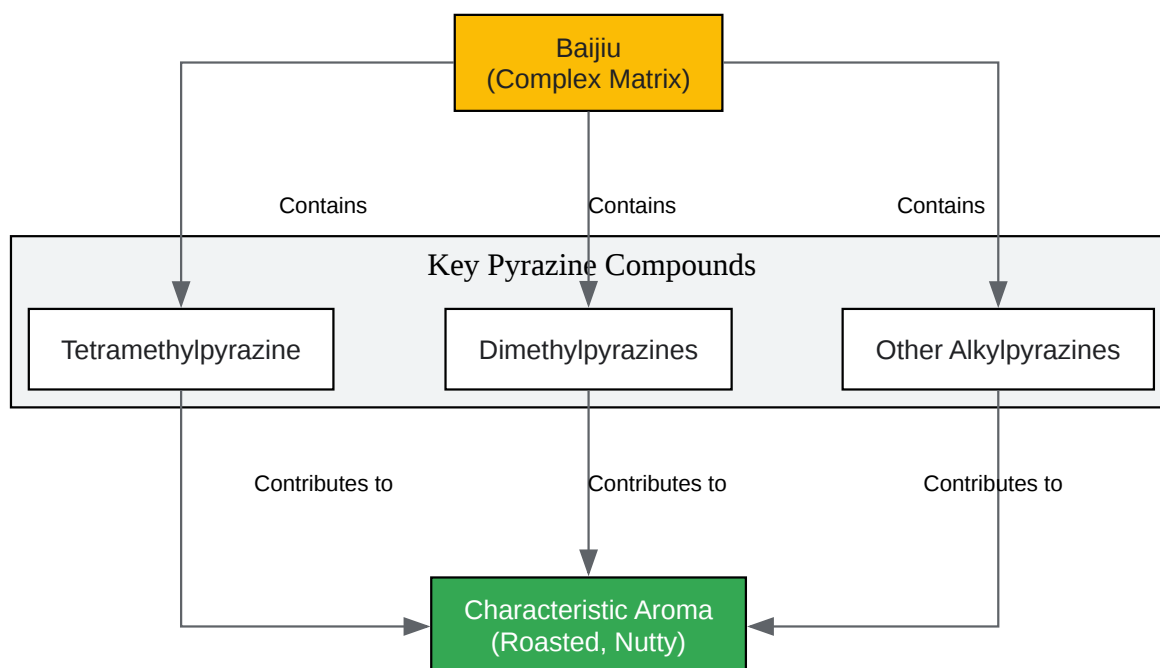 Baijiu
(Complex Matrix)
Contains
Contains
Contains
Key Pyrazine Compounds
Tetramethylpyrazine
Dimethylpyrazines
Other Alkylpyrazines
Contributes to
Contributes to
Contributes to
Characteristic Aroma
(Roasted, Nutty)